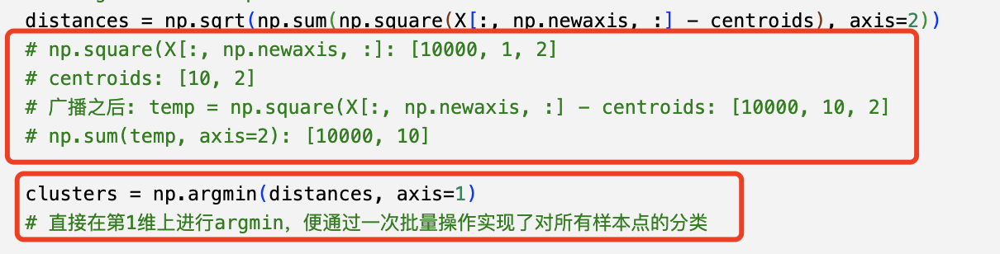 distances = np.sqrt(np.sum(np.square(X[:, np.newaxis, :] - centroids), axis=2))
# np.square(X[:, np.newaxis, :]: [10000, 1, 2]
# centroids: [10, 2]
# 广播之后: temp = np.square(X[:, np.newaxis, :] - centroids: [10000, 10, 2]
# np.sum(temp, axis=2): [10000, 10]
clusters = np.argmin(distances, axis=1)
# 直接在第1维上进行argmin，便通过一次批量操作实现了对所有样本点的分类